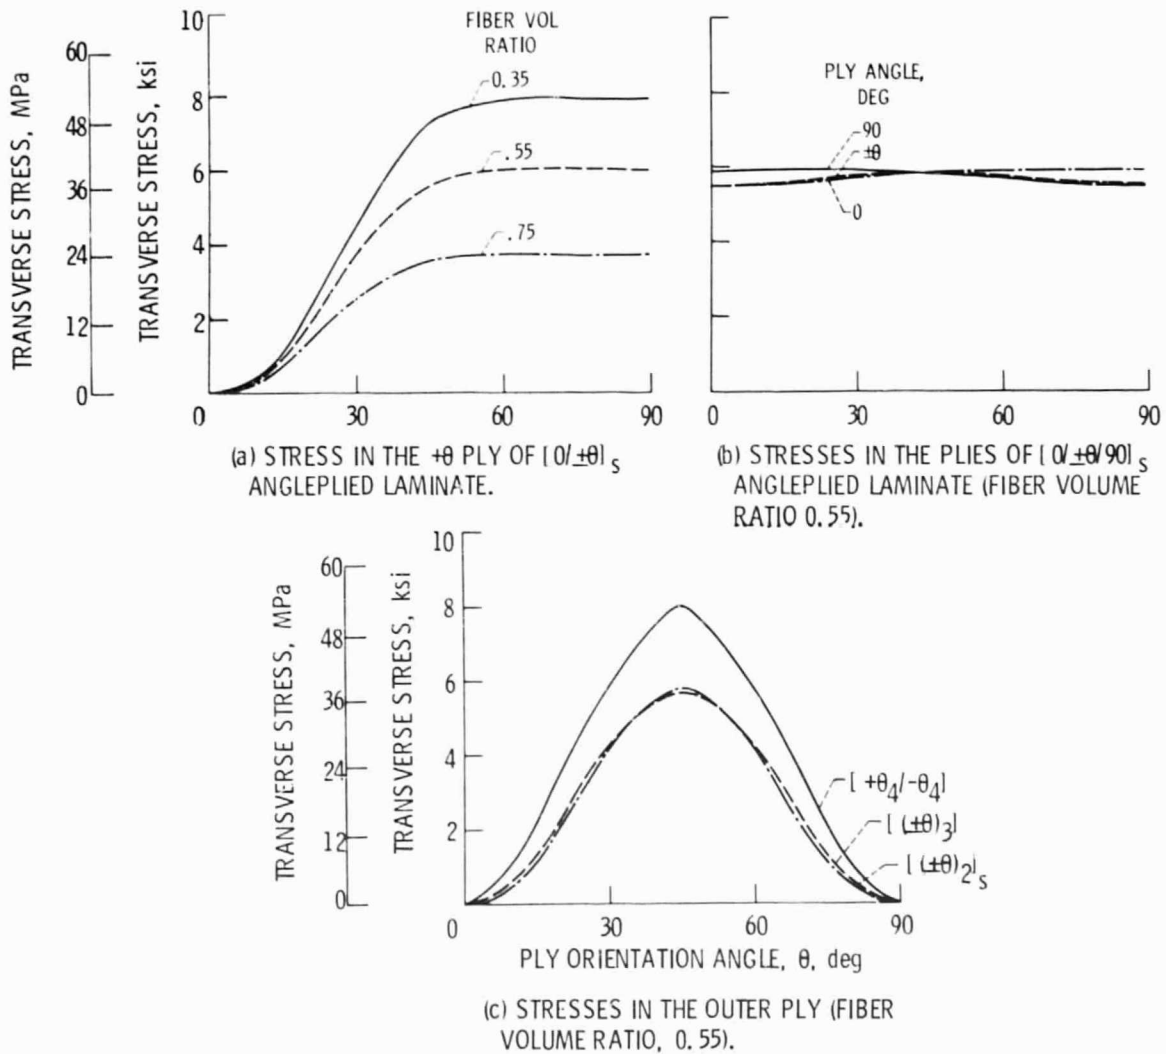 FIBER VOL
RATIO
0.35
.55
.75
TRANSVERSE STRESS, MPa
60
48
36
24
12
0
TRANSVERSE STRESS, ksi
10
8
6
4
2
0 30 60 90
(a) STRESS IN THE +θ PLY OF [0/±θ]S
ANGLEPLIED LAMINATE.
PLY ANGLE,
DEG
90
±θ
0
0 30 60 90
(b) STRESSES IN THE PLIES OF [0/±θ/90]S
ANGLEPLIED LAMINATE (FIBER VOLUME
RATIO 0.55).
TRANSVERSE STRESS, MPa
60
48
36
24
12
0
TRANSVERSE STRESS, ksi
10
8
6
4
2
0 30 60 90
[+θ4/-θ4]
[(±θ)3]
[(±θ)2]S
PLY ORIENTATION ANGLE, θ, deg
(c) STRESSES IN THE OUTER PLY (FIBER
VOLUME RATIO, 0.55).